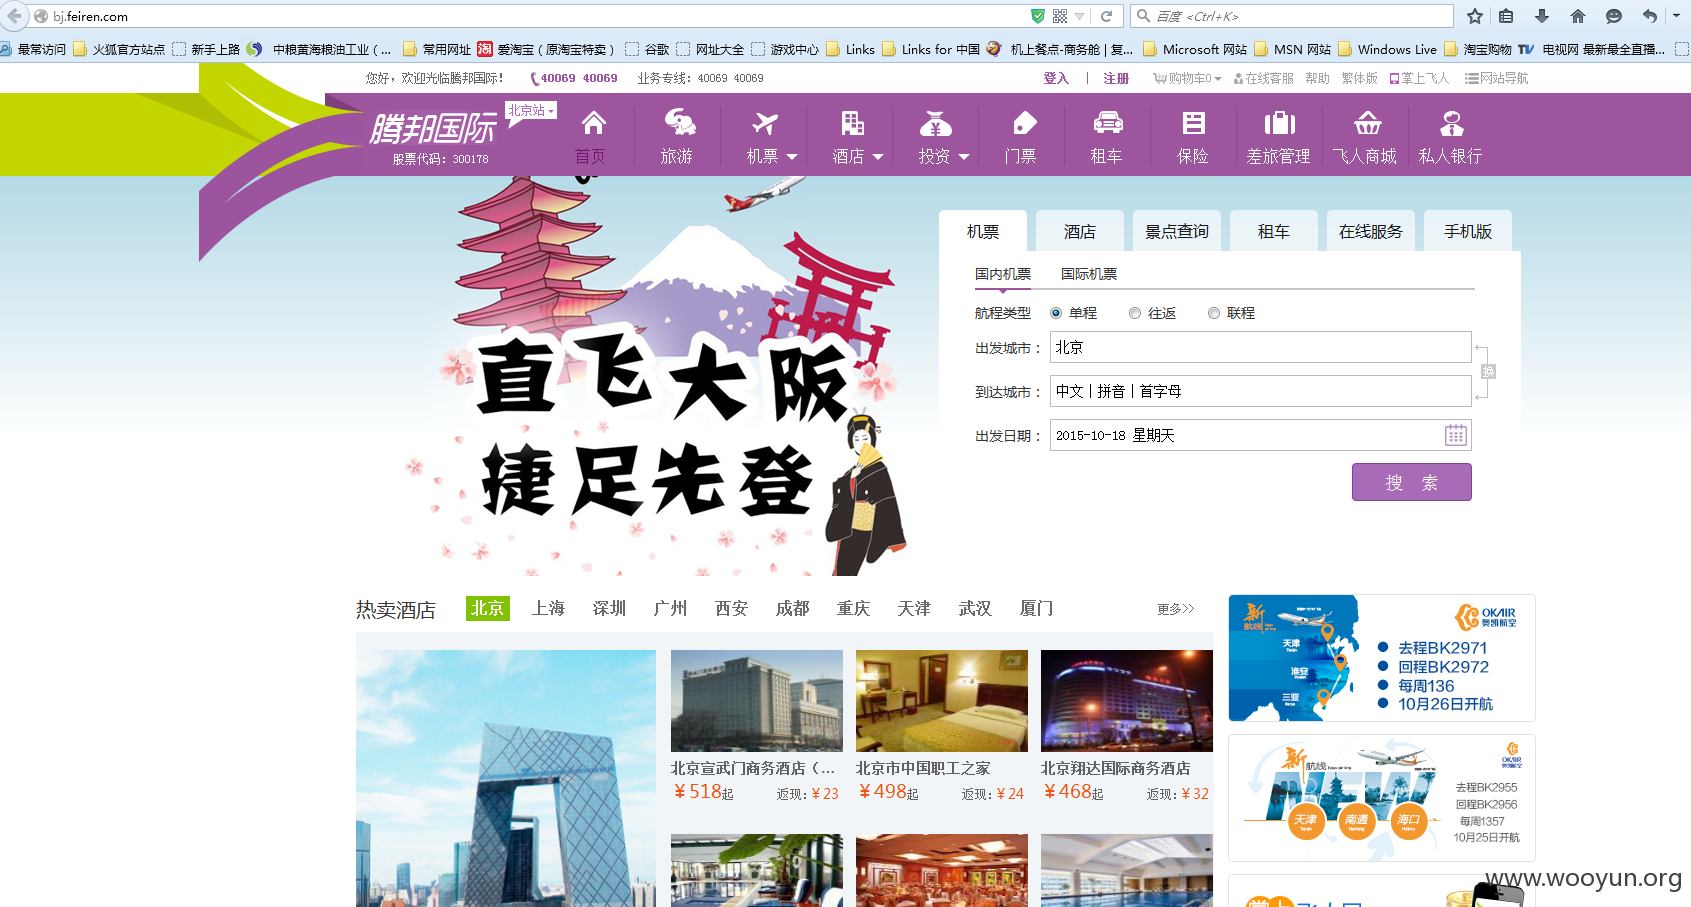 bj.feiren.com
百度 <Ctrl+K>
最常访问 火狐官方站点 新手上路 中粮黄海粮油工业（... 常用网址 爱淘宝（原淘宝特卖） 谷歌 网址大全 游戏中心 Links Links for 中国 机上餐点-商务舱 | 复... Microsoft 网站 MSN 网站 Windows Live 淘宝购物 TV 电视网 最新最全直播...
您好，欢迎光临腾邦国际！ 40069 40069 业务专线：40069 40069
登入 | 注册 购物车0 在线客服 帮助 繁体版 掌上飞人 网站导航
腾邦国际
股票代码：300178
北京站
首页 旅游 机票 酒店 投资 门票 租车 保险 差旅管理 飞人商城 私人银行
直飞大阪
捷足先登
机票 酒店 景点查询 租车 在线服务 手机版
国内机票 国际机票
航程类型 单程 往返 联程
出发城市： 北京
换
到达城市： 中文 | 拼音 | 首字母
出发日期： 2015-10-18 星期天
搜 索
热卖酒店 北京 上海 深圳 广州 西安 成都 重庆 天津 武汉 厦门 更多>>
北京宣武门商务酒店（...
￥518起 返现：￥23
北京市中国职工之家
￥498起 返现：￥24
北京翔达国际商务酒店
￥468起 返现：￥32
新
OKAIR
奥凯航空
天津
淮安
三亚
去程BK2971
回程BK2972
每周136
10月26日开航
新航线
NEW
OKAIR
奥凯航空
天津
南通
海口
去程BK2955
回程BK2956
每周1357
10月25日开航
www.wooyun.org